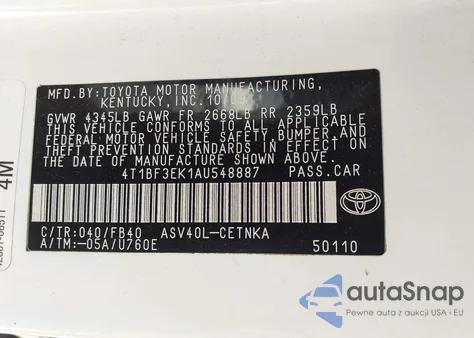 MFD.BY:TOYOTA MOTOR MANUFACTURING,
KENTUCKY, INC. 10/09
GVWR 4345LB GAWR FR 2668LB RR 2359LB
THIS VEHICLE CONFORMS TO ALL APPLICABLE
FEDERAL MOTOR VEHICLE SAFETY, BUMPER, AND
THEFT PREVENTION STANDARDS IN EFFECT ON
THE DATE OF MANUFACTURE SHOWN ABOVE.
4T1BF3EK1AU548887 PASS.CAR
C/TR:040/FB40 ASV40L-CETNKA
A/TM:-05A/U760E 50110
4M
autoSnap
Pewne auta z aukcji USA i EU